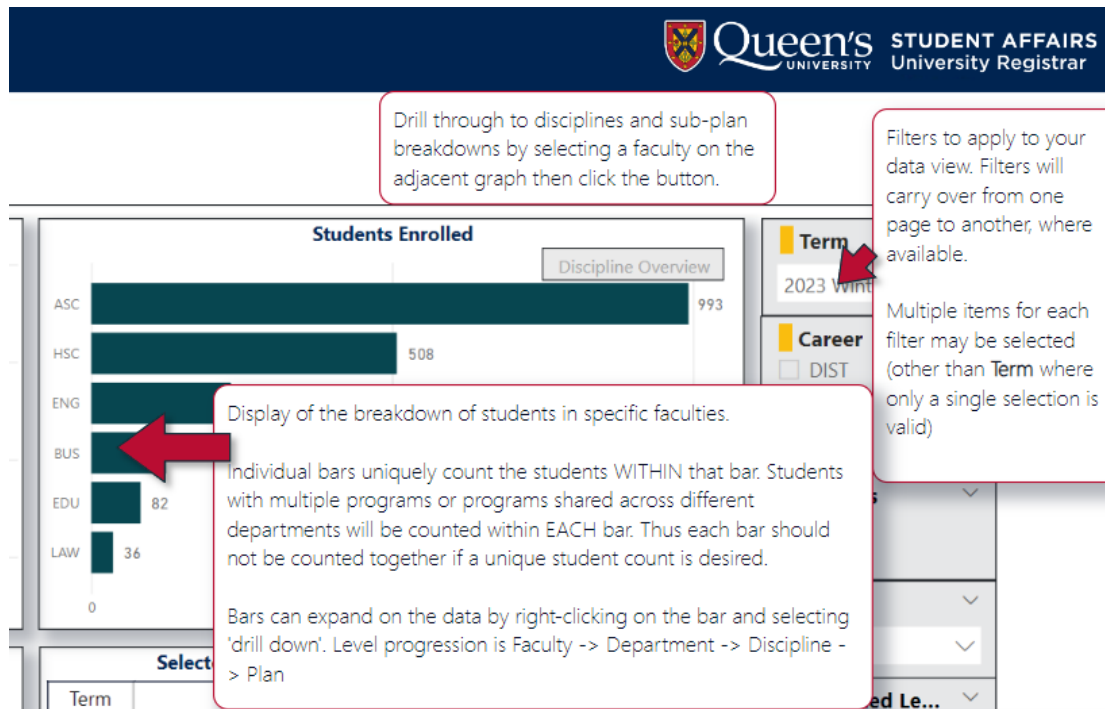 Queen's
UNIVERSITY
STUDENT AFFAIRS
University Registrar
Drill through to disciplines and sub-plan
breakdowns by selecting a faculty on the
adjacent graph then click the button.
Filters to apply to your
data view. Filters will
carry over from one
page to another, where
available.
Multiple items for each
filter may be selected
(other than Term where
only a single selection is
valid)
Students Enrolled
Discipline Overview
ASC 993
HSC 508
ENG
BUS
EDU 82
LAW 36
0
Term
2023
Career
DIST
Display of the breakdown of students in specific faculties.
Individual bars uniquely count the students WITHIN that bar. Students
with multiple programs or programs shared across different
departments will be counted within EACH bar. Thus each bar should
not be counted together if a unique student count is desired.
Bars can expand on the data by right-clicking on the bar and selecting
'drill down'. Level progression is Faculty -> Department -> Discipline -
> Plan
Term